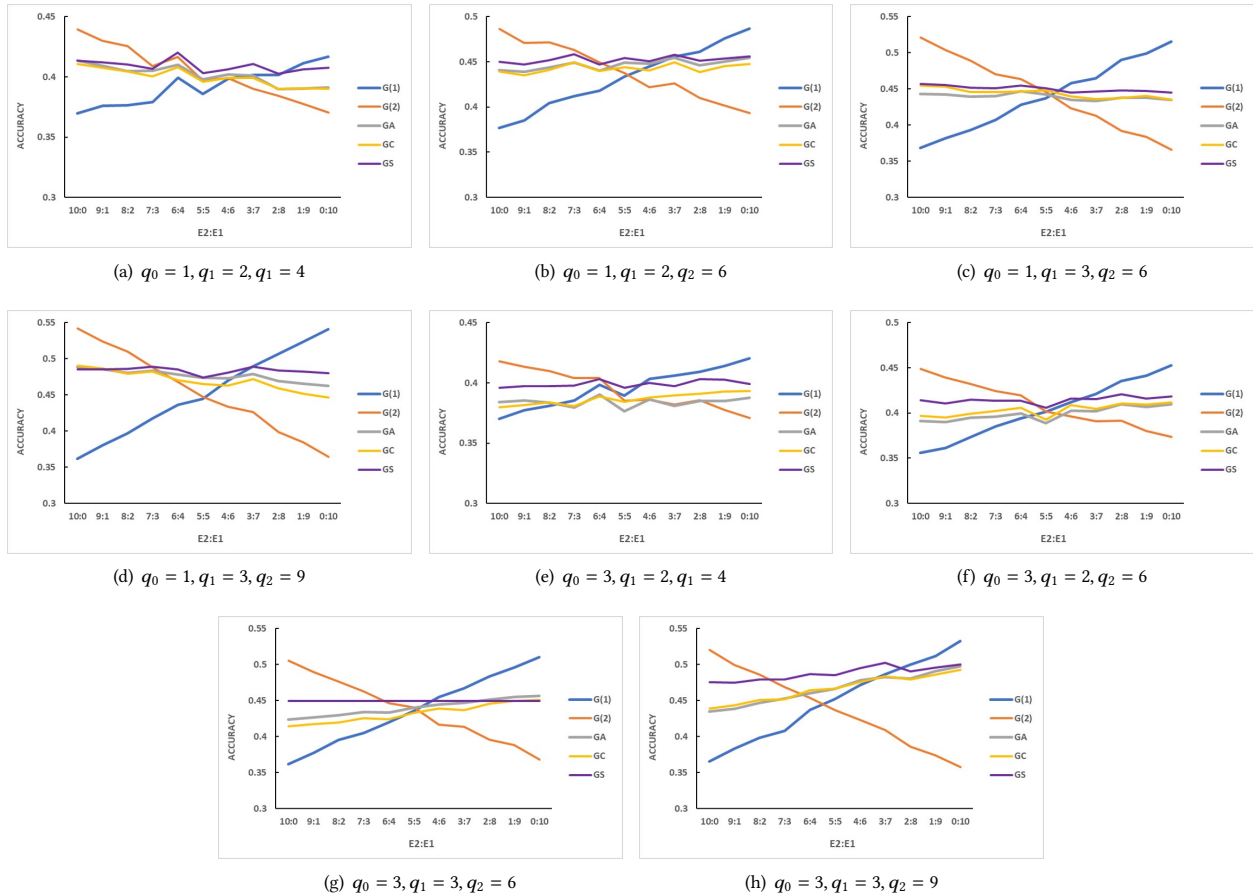 0.45
0.4
0.35
0.3
ACCURACY
10:0 9:1 8:2 7:3 6:4 5:5 4:6 3:7 2:8 1:9 0:10
E2:E1
G(1)
G(2)
GA
GC
GS
(a) q₀ = 1, q₁ = 2, q₁ = 4
0.5
0.45
0.4
0.35
0.3
ACCURACY
10:0 9:1 8:2 7:3 6:4 5:5 4:6 3:7 2:8 1:9 0:10
E2:E1
G(1)
G(2)
GA
GC
GS
(b) q₀ = 1, q₁ = 2, q₂ = 6
0.55
0.5
0.45
0.4
0.35
0.3
ACCURACY
10:0 9:1 8:2 7:3 6:4 5:5 4:6 3:7 2:8 1:9 0:10
E2:E1
G(1)
G(2)
GA
GC
GS
(c) q₀ = 1, q₁ = 3, q₂ = 6
0.55
0.5
0.45
0.4
0.35
0.3
ACCURACY
10:0 9:1 8:2 7:3 6:4 5:5 4:6 3:7 2:8 1:9 0:10
E2:E1
G(1)
G(2)
GA
GC
GS
(d) q₀ = 1, q₁ = 3, q₂ = 9
0.45
0.4
0.35
0.3
ACCURACY
10:0 9:1 8:2 7:3 6:4 5:5 4:6 3:7 2:8 1:9 0:10
E2:E1
G(1)
G(2)
GA
GC
GS
(e) q₀ = 3, q₁ = 2, q₁ = 4
0.5
0.45
0.4
0.35
0.3
ACCURACY
10:0 9:1 8:2 7:3 6:4 5:5 4:6 3:7 2:8 1:9 0:10
E2:E1
G(1)
G(2)
GA
GC
GS
(f) q₀ = 3, q₁ = 2, q₂ = 6
0.55
0.5
0.45
0.4
0.35
0.3
ACCURACY
10:0 9:1 8:2 7:3 6:4 5:5 4:6 3:7 2:8 1:9 0:10
E2:E1
G(1)
G(2)
GA
GC
GS
(g) q₀ = 3, q₁ = 3, q₂ = 6
0.55
0.5
0.45
0.4
0.35
0.3
ACCURACY
10:0 9:1 8:2 7:3 6:4 5:5 4:6 3:7 2:8 1:9 0:10
E2:E1
G(1)
G(2)
GA
GC
GS
(h) q₀ = 3, q₁ = 3, q₂ = 9